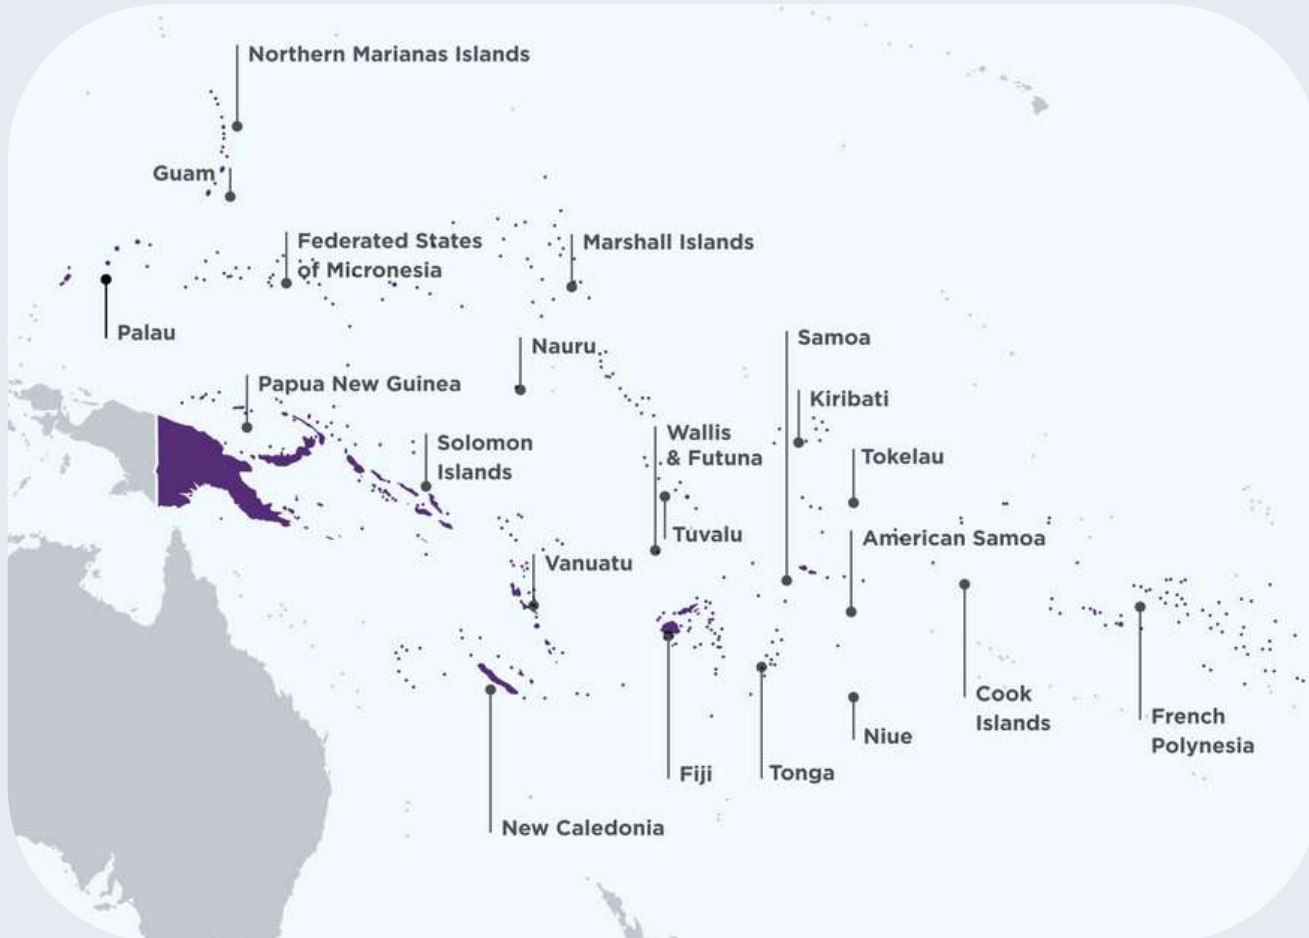 Northern Marianas Islands
Guam
Federated States
of Micronesia
Marshall Islands
Palau
Nauru
Samoa
Papua New Guinea
Kiribati
Solomon
Islands
Wallis
& Futuna
Tokelau
Tuvalu
American Samoa
Vanuatu
Cook
Islands
French
Polynesia
Niue
Fiji
Tonga
New Caledonia